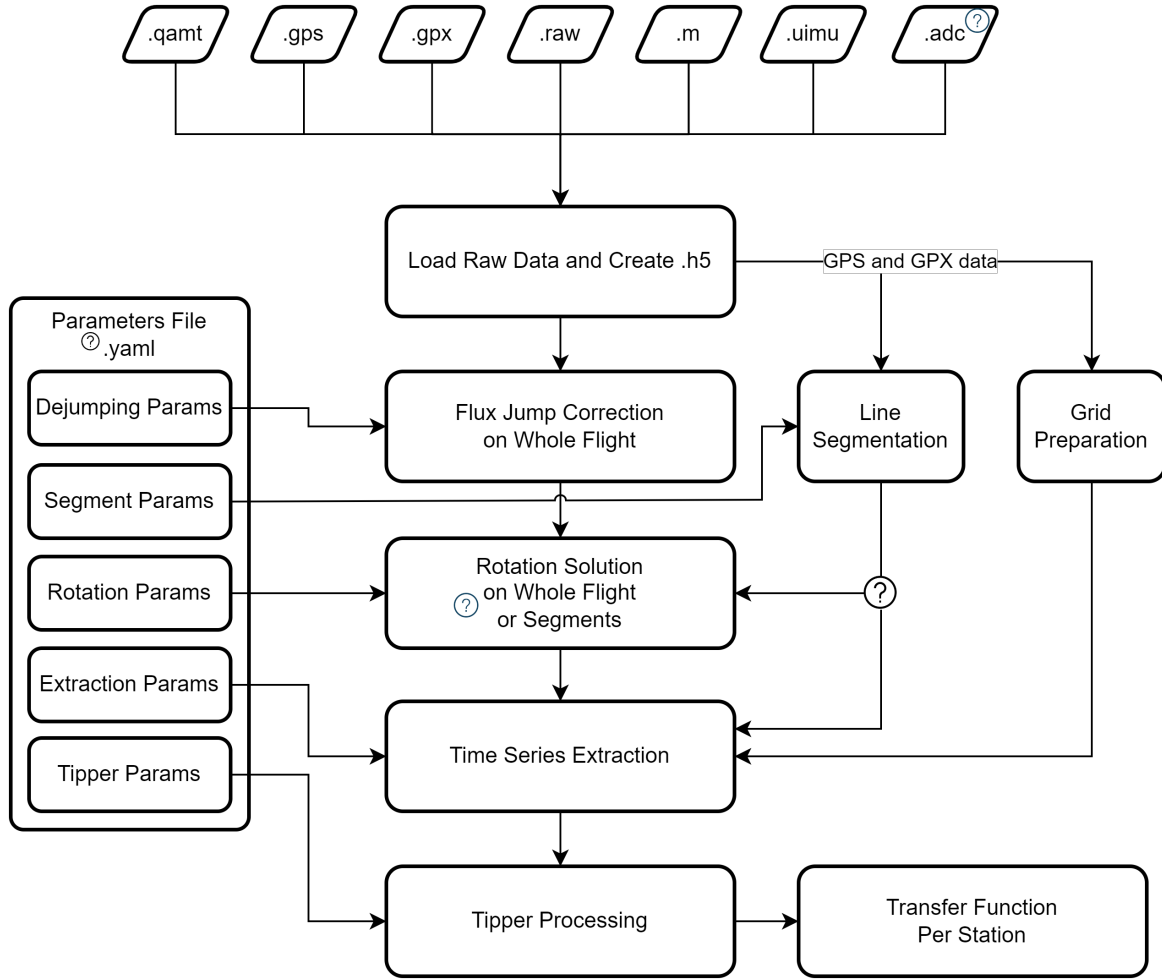 .qamt
.gps
.gpx
.raw
.m
.uimu
.adc
?
Load Raw Data and Create .h5
GPS and GPX data
Parameters File
? .yaml
Dejumping Params
Flux Jump Correction
on Whole Flight
Line
Segmentation
Grid
Preparation
Segment Params
Rotation Params
Rotation Solution
on Whole Flight
? or Segments
?
Extraction Params
Time Series Extraction
Tipper Params
Tipper Processing
Transfer Function
Per Station